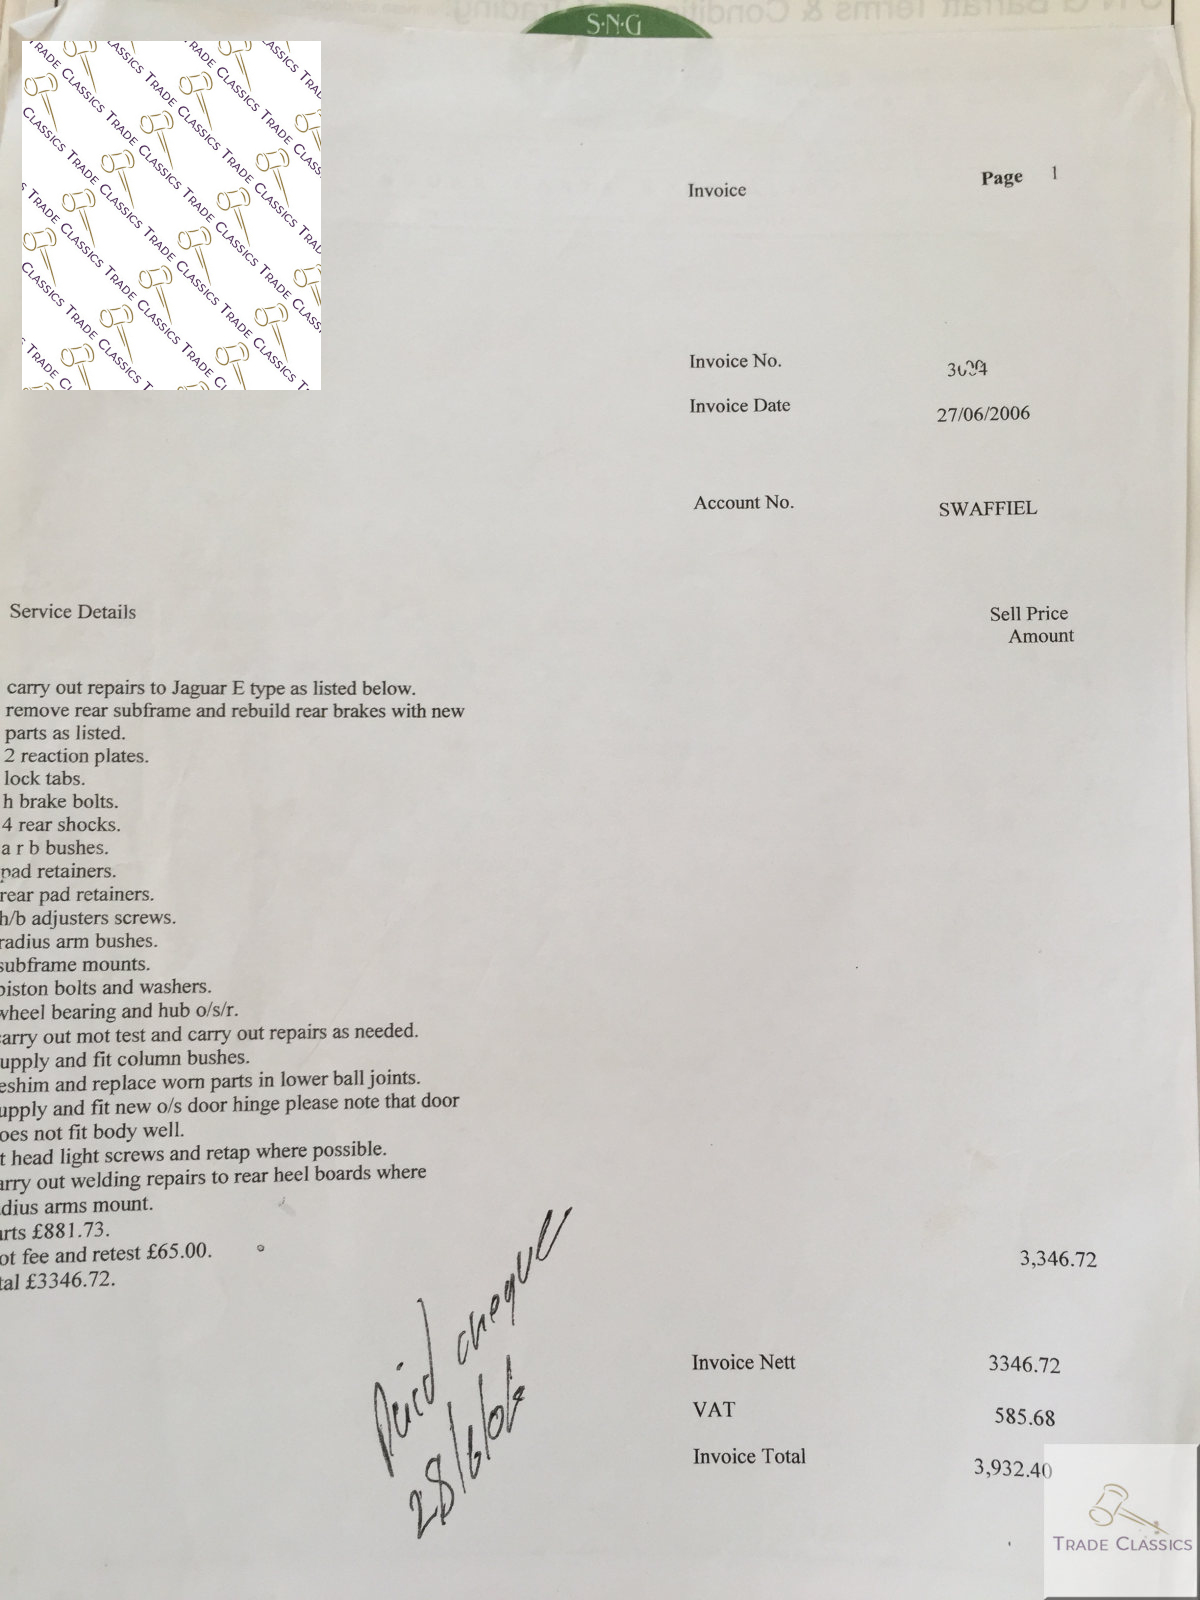 S·N·G
Invoice
Page 1
Invoice No.
Invoice Date 27/06/2006
Account No. SWAFFIEL
Service Details
Sell Price
Amount
carry out repairs to Jaguar E type as listed below.
remove rear subframe and rebuild rear brakes with new
parts as listed.
2 reaction plates.
lock tabs.
h brake bolts.
4 rear shocks.
a r b bushes.
pad retainers.
rear pad retainers.
h/b adjusters screws.
radius arm bushes.
subframe mounts.
piston bolts and washers.
wheel bearing and hub o/s/r.
carry out mot test and carry out repairs as needed.
upply and fit column bushes.
eshim and replace worn parts in lower ball joints.
upply and fit new o/s door hinge please note that door
oes not fit body well.
t head light screws and retap where possible.
arry out welding repairs to rear heel boards where
dius arms mount.
arts £881.73.
ot fee and retest £65.00.
tal £3346.72.
3,346.72
Paid cheque
28/6/06
Invoice Nett 3346.72
VAT 585.68
Invoice Total 3,932.40
TRADE CLASSICS